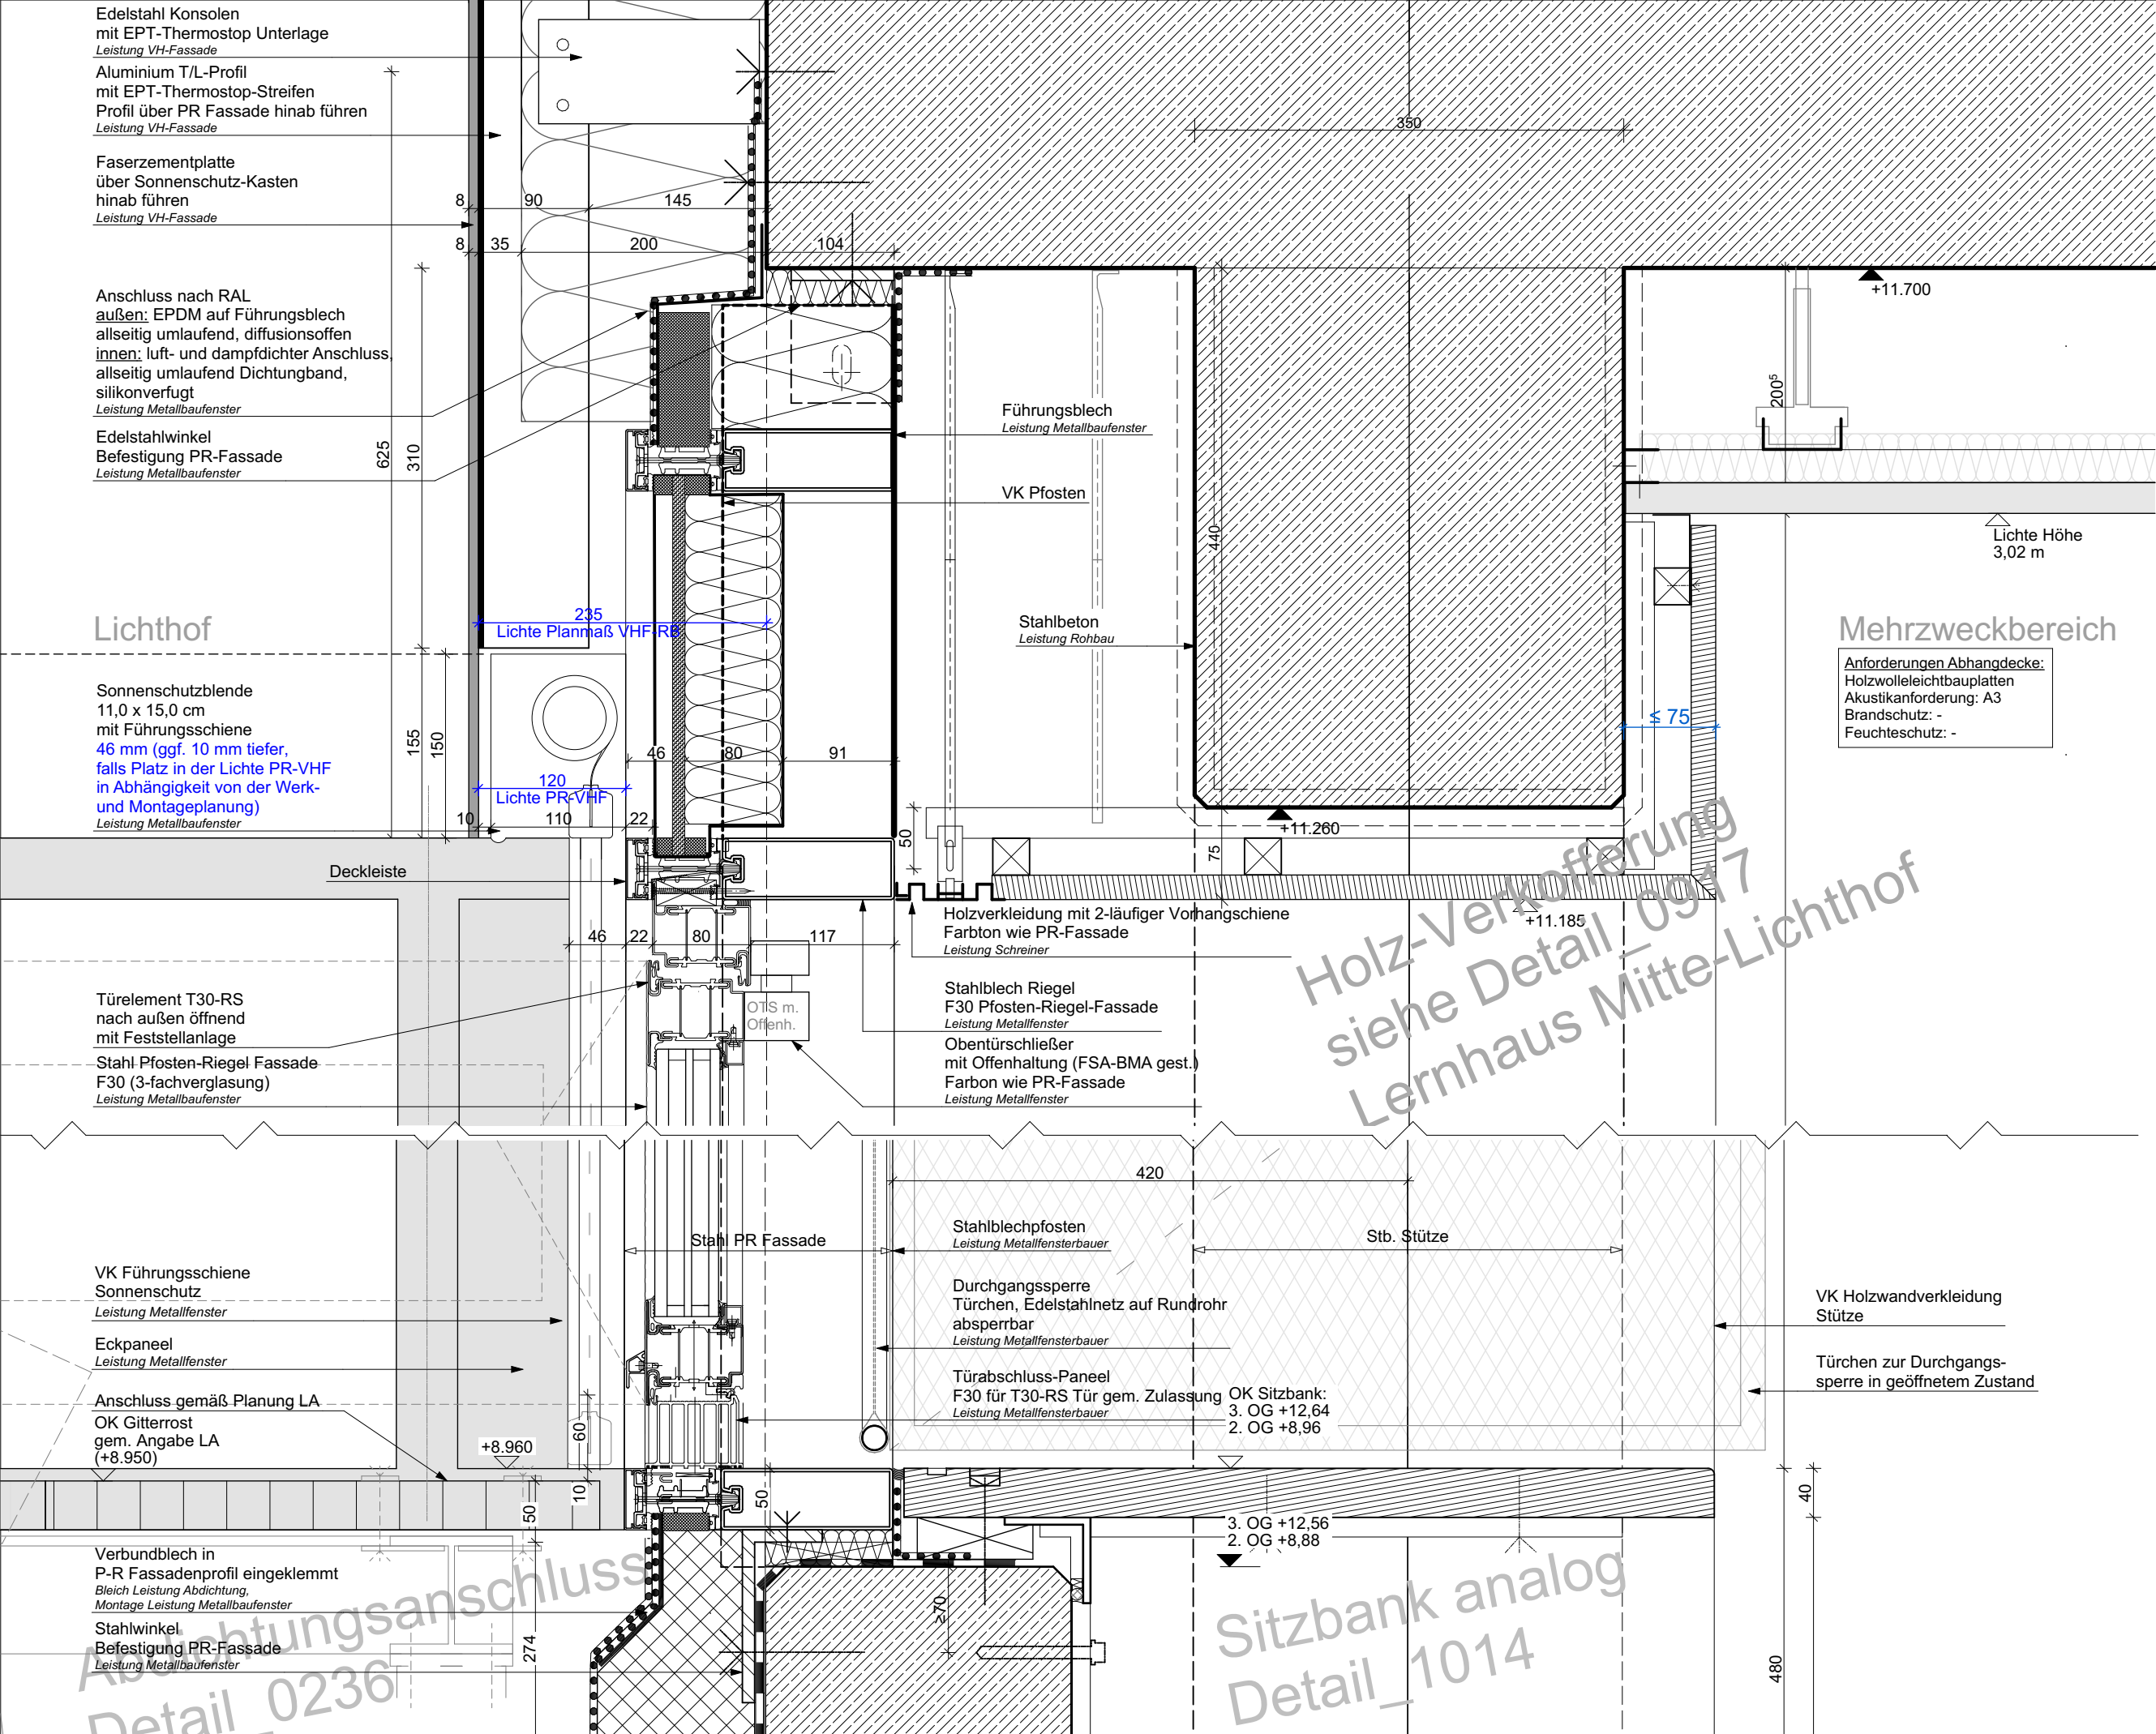 Edelstahl Konsolen
mit EPT-Thermostop Unterlage
Leistung VH-Fassade
Aluminium T/L-Profil
mit EPT-Thermostop-Streifen
Profil über PR Fassade hinab führen
Leistung VH-Fassade
Faserzementplatte
über Sonnenschutz-Kasten
hinab führen
Leistung VH-Fassade
350
8 90 145
8 35 200 104
+11.700
Anschluss nach RAL
außen: EPDM auf Führungsblech
allseitig umlaufend, diffusionsoffen
innen: luft- und dampfdichter Anschluss,
allseitig umlaufend Dichtungband,
silikonverfugt
Leistung Metallbaufenster
Edelstahlwinkel
Befestigung PR-Fassade
Leistung Metallbaufenster
625
310
200⁵
440
Führungsblech
Leistung Metallbaufenster
VK Pfosten
Stahlbeton
Leistung Rohbau
Lichte Höhe
3,02 m
Lichthof
235
Lichte Planmaß VHF-RB
Mehrzweckbereich
Anforderungen Abhangdecke:
Holzwolleleichtbauplatten
Akustikanforderung: A3
Brandschutz: -
Feuchteschutz: -
Sonnenschutzblende
11,0 x 15,0 cm
mit Führungsschiene
46 mm (ggf. 10 mm tiefer,
falls Platz in der Lichte PR-VHF
in Abhängigkeit von der Werk-
und Montageplanung)
Leistung Metallbaufenster
155
150
≤ 75
46 80 91
120
Lichte PR-VHF
10 110 22
50
75
+11.260
Deckleiste
+11.185
46 22 80 117
Holzverkleidung mit 2-läufiger Vorhangschiene
Farbton wie PR-Fassade
Leistung Schreiner
Holz-Verkofferung
siehe Detail_0917
Lernhaus Mitte-Lichthof
Türelement T30-RS
nach außen öffnend
mit Feststellanlage
Stahl Pfosten-Riegel Fassade
F30 (3-fachverglasung)
Leistung Metallbaufenster
OTS m.
Offenh.
Stahlblech Riegel
F30 Pfosten-Riegel-Fassade
Leistung Metallfenster
Obentürschließer
mit Offenhaltung (FSA-BMA gest.)
Farbon wie PR-Fassade
Leistung Metallfenster
420
Stahl PR Fassade
Stahlblechpfosten
Leistung Metallfensterbauer
Stb. Stütze
Durchgangssperre
Türchen, Edelstahlnetz auf Rundrohr
absperrbar
Leistung Metallfensterbauer
Türabschluss-Paneel
F30 für T30-RS Tür gem. Zulassung
Leistung Metallfensterbauer
OK Sitzbank:
3. OG +12,64
2. OG +8,96
VK Holzwandverkleidung
Stütze
Türchen zur Durchgangs-
sperre in geöffnetem Zustand
VK Führungsschiene
Sonnenschutz
Leistung Metallfenster
Eckpaneel
Leistung Metallfenster
Anschluss gemäß Planung LA
OK Gitterrost
gem. Angabe LA
(+8.950)
+8.960
60
10
50
50
40
3. OG +12,56
2. OG +8,88
Verbundblech in
P-R Fassadenprofil eingeklemmt
Bleich Leistung Abdichtung,
Montage Leistung Metallbaufenster
Stahlwinkel
Befestigung PR-Fassade
Leistung Metallbaufenster
274
≥70
480
Abdichtungsanschluss
Detail_0236
Sitzbank analog
Detail_1014